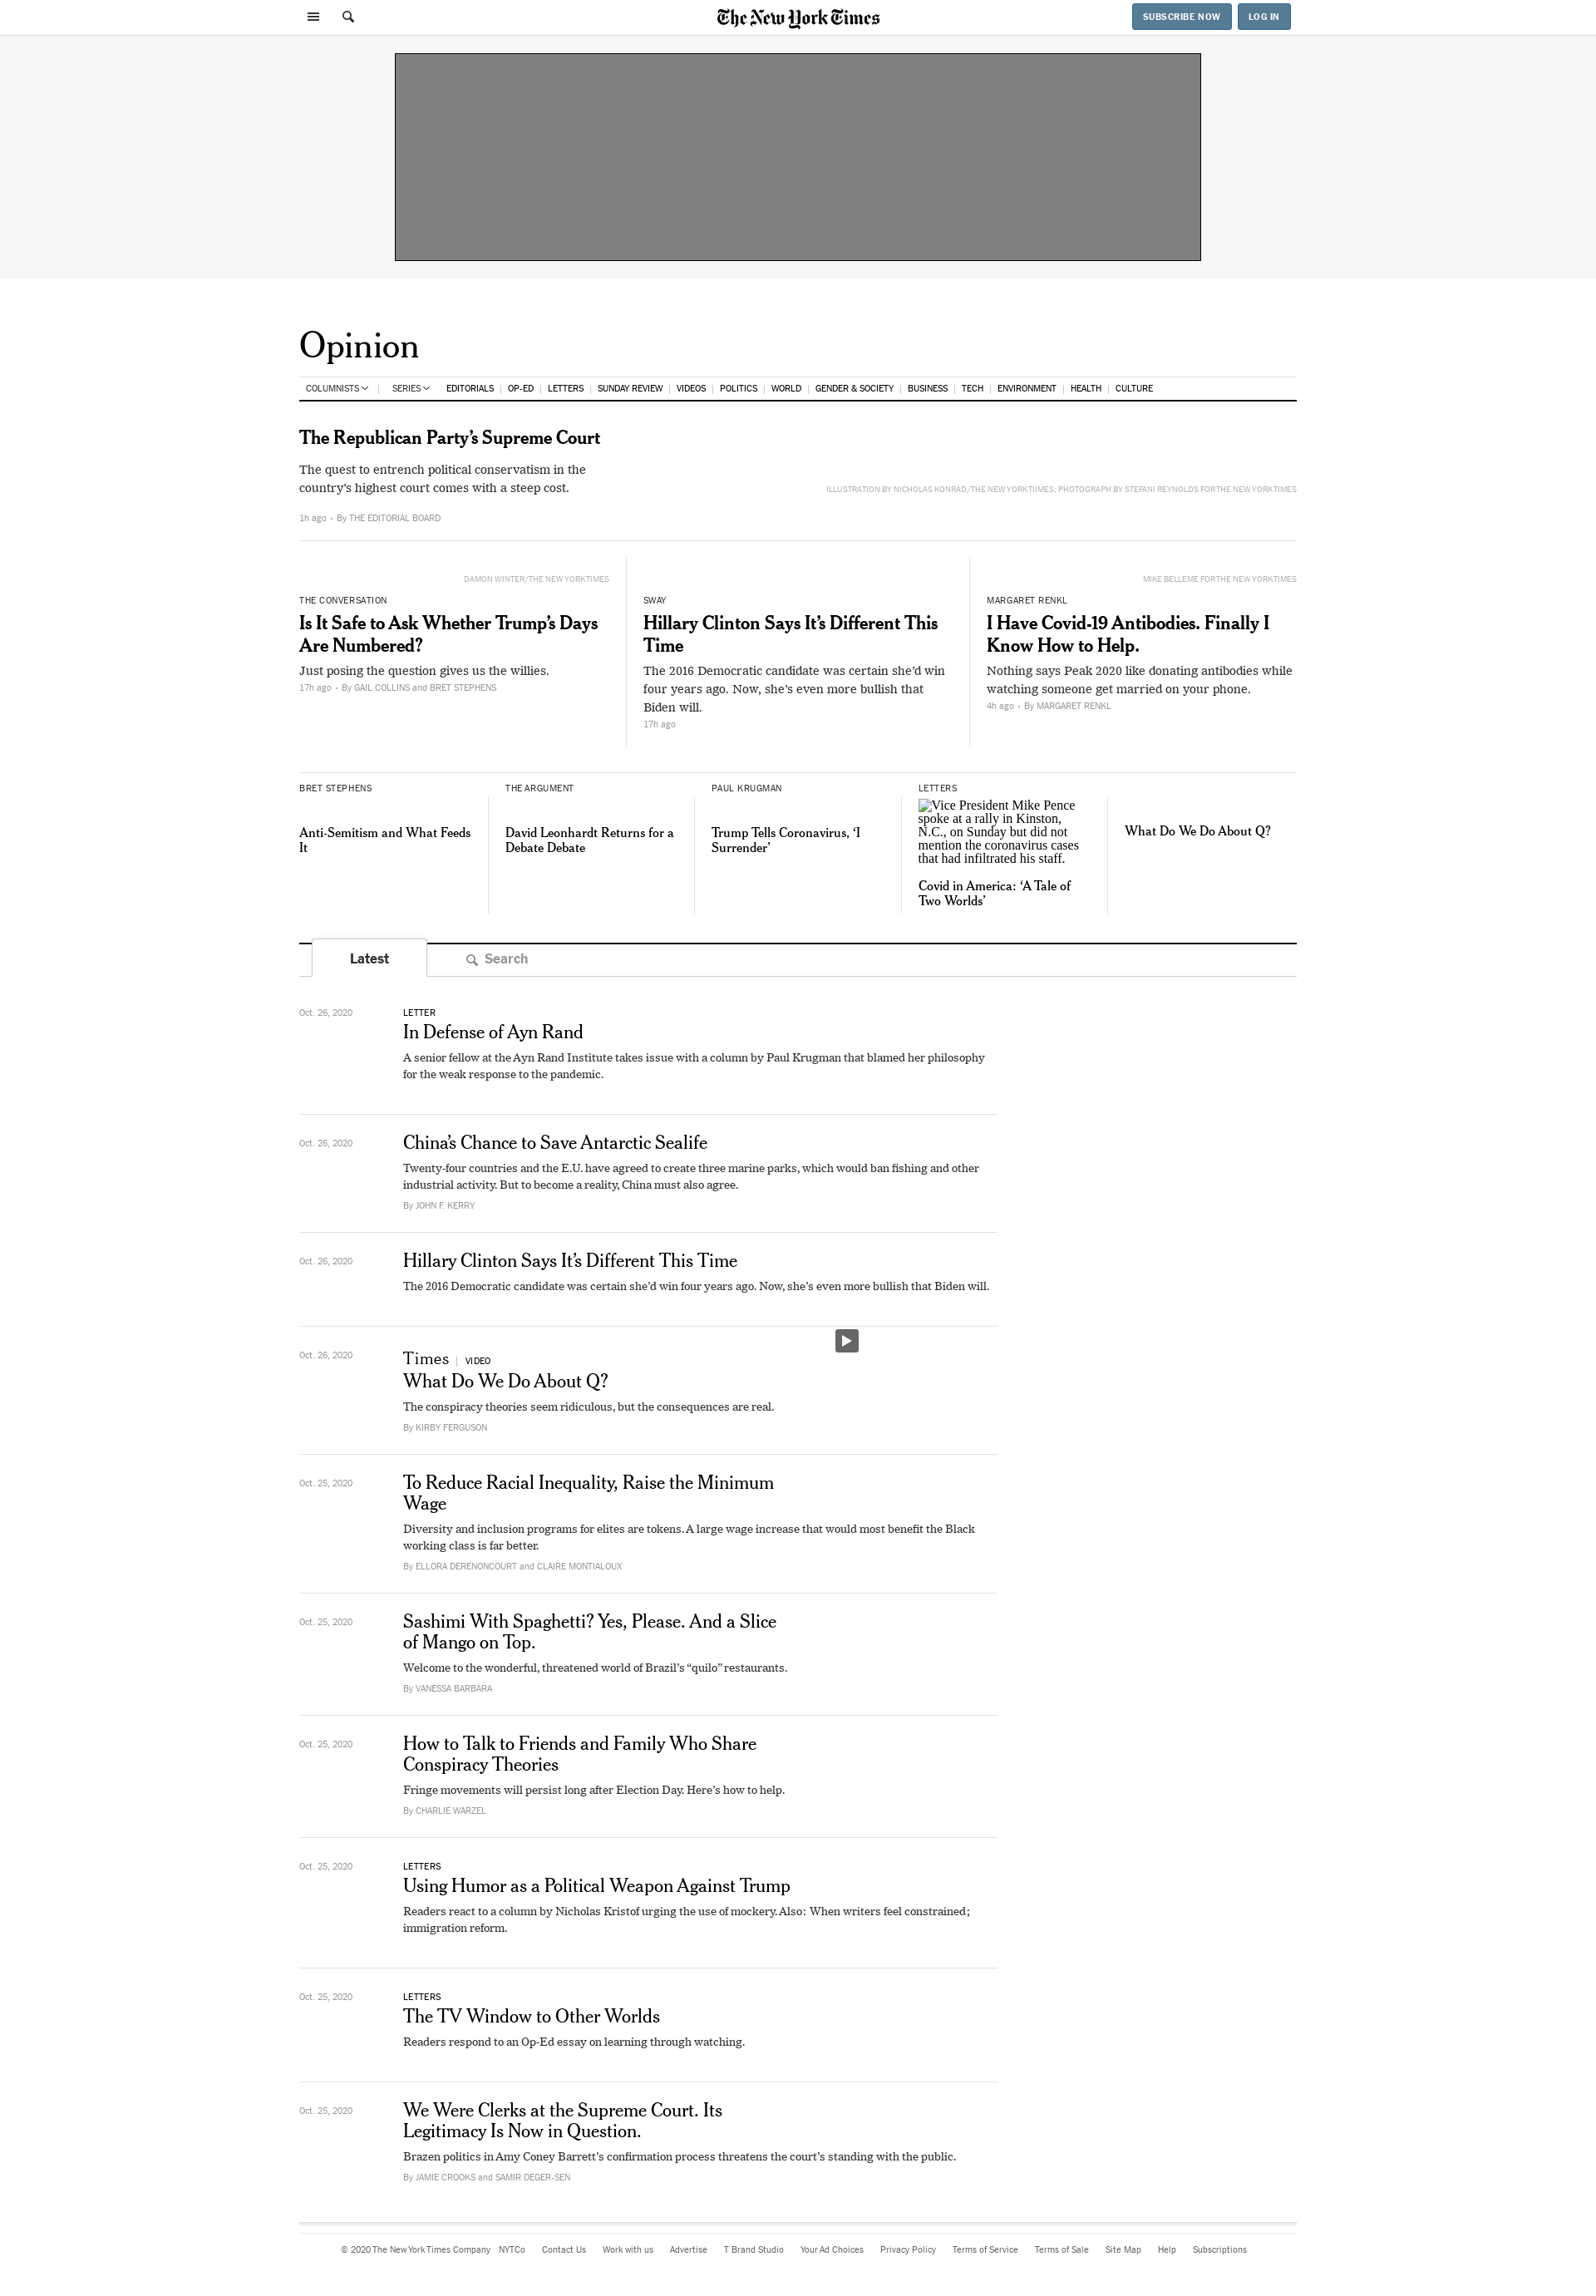 The New York Times
SUBSCRIBE NOW
LOG IN
Opinion
COLUMNISTS SERIES EDITORIALS OP-ED LETTERS SUNDAY REVIEW VIDEOS POLITICS WORLD GENDER & SOCIETY BUSINESS TECH ENVIRONMENT HEALTH CULTURE
The Republican Party’s Supreme Court
The quest to entrench political conservatism in the
country’s highest court comes with a steep cost.
ILLUSTRATION BY NICHOLAS KONRAD/THE NEW YORK TIIMES; PHOTOGRAPH BY STEFANI REYNOLDS FOR THE NEW YORK TIMES
1h ago • By THE EDITORIAL BOARD
DAMON WINTER/THE NEW YORK TIMES
THE CONVERSATION
Is It Safe to Ask Whether Trump’s Days
Are Numbered?
Just posing the question gives us the willies.
17h ago • By GAIL COLLINS and BRET STEPHENS
SWAY
Hillary Clinton Says It’s Different This
Time
The 2016 Democratic candidate was certain she’d win
four years ago. Now, she’s even more bullish that
Biden will.
17h ago
MIKE BELLEME FOR THE NEW YORK TIMES
MARGARET RENKL
I Have Covid-19 Antibodies. Finally I
Know How to Help.
Nothing says Peak 2020 like donating antibodies while
watching someone get married on your phone.
4h ago • By MARGARET RENKL
BRET STEPHENS
Anti-Semitism and What Feeds
It
THE ARGUMENT
David Leonhardt Returns for a
Debate Debate
PAUL KRUGMAN
Trump Tells Coronavirus, ‘I
Surrender’
LETTERS
Vice President Mike Pence
spoke at a rally in Kinston,
N.C., on Sunday but did not
mention the coronavirus cases
that had infiltrated his staff.
Covid in America: ‘A Tale of
Two Worlds’
What Do We Do About Q?
Latest
Search
Oct. 26, 2020
LETTER
In Defense of Ayn Rand
A senior fellow at the Ayn Rand Institute takes issue with a column by Paul Krugman that blamed her philosophy
for the weak response to the pandemic.
Oct. 26, 2020
China’s Chance to Save Antarctic Sealife
Twenty-four countries and the E.U. have agreed to create three marine parks, which would ban fishing and other
industrial activity. But to become a reality, China must also agree.
By JOHN F. KERRY
Oct. 26, 2020
Hillary Clinton Says It’s Different This Time
The 2016 Democratic candidate was certain she’d win four years ago. Now, she’s even more bullish that Biden will.
Oct. 26, 2020
Times | VIDEO
What Do We Do About Q?
The conspiracy theories seem ridiculous, but the consequences are real.
By KIRBY FERGUSON
Oct. 25, 2020
To Reduce Racial Inequality, Raise the Minimum
Wage
Diversity and inclusion programs for elites are tokens. A large wage increase that would most benefit the Black
working class is far better.
By ELLORA DERENONCOURT and CLAIRE MONTIALOUX
Oct. 25, 2020
Sashimi With Spaghetti? Yes, Please. And a Slice
of Mango on Top.
Welcome to the wonderful, threatened world of Brazil’s “quilo” restaurants.
By VANESSA BARBARA
Oct. 25, 2020
How to Talk to Friends and Family Who Share
Conspiracy Theories
Fringe movements will persist long after Election Day. Here’s how to help.
By CHARLIE WARZEL
Oct. 25, 2020
LETTERS
Using Humor as a Political Weapon Against Trump
Readers react to a column by Nicholas Kristof urging the use of mockery. Also: When writers feel constrained;
immigration reform.
Oct. 25, 2020
LETTERS
The TV Window to Other Worlds
Readers respond to an Op-Ed essay on learning through watching.
Oct. 25, 2020
We Were Clerks at the Supreme Court. Its
Legitimacy Is Now in Question.
Brazen politics in Amy Coney Barrett’s confirmation process threatens the court’s standing with the public.
By JAMIE CROOKS and SAMIR DEGER-SEN
© 2020 The New York Times Company NYTCo Contact Us Work with us Advertise T Brand Studio Your Ad Choices Privacy Policy Terms of Service Terms of Sale Site Map Help Subscriptions